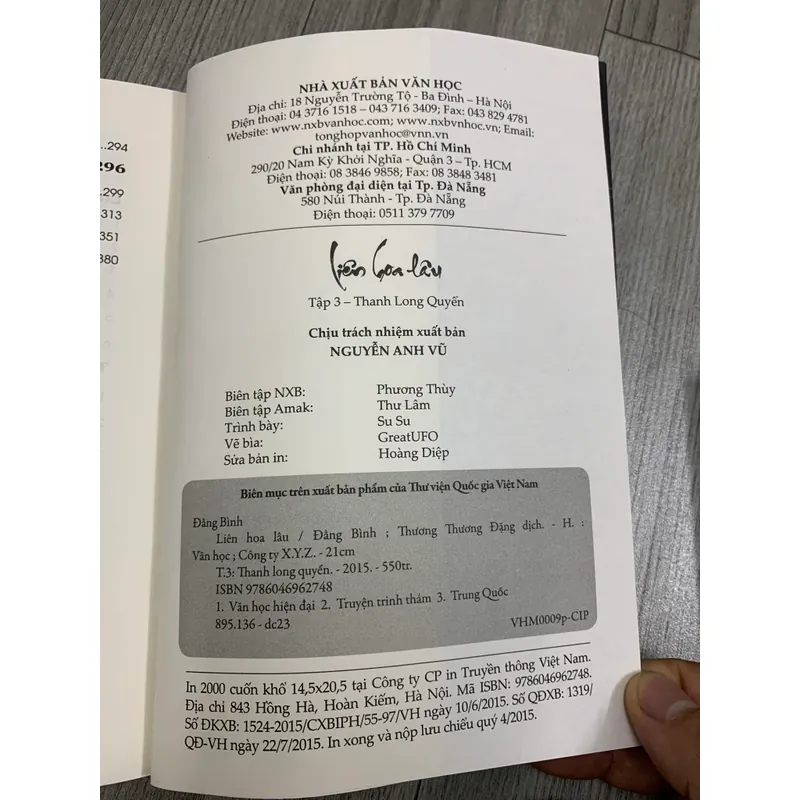 ...294
296
...299
313
351
380
NHÀ XUẤT BẢN VĂN HỌC
Địa chỉ: 18 Nguyễn Trường Tộ - Ba Đình – Hà Nội
Điện thoại: 04 3716 1518 – 043 716 3409; Fax: 043 829 4781
Website: www.nxbvanhoc.com; www.nxbvnhoc.vn; Email:
tonghopvanhoc@vnn.vn
Chi nhánh tại TP. Hồ Chí Minh
290/20 Nam Kỳ Khởi Nghĩa - Quận 3 – Tp. HCM
Điện thoại: 08 3846 9858; Fax: 08 3848 3481
Văn phòng đại diện tại Tp. Đà Nẵng
580 Núi Thành - Tp. Đà Nẵng
Điện thoại: 0511 379 7709
Liên hoa lâu
Tập 3 – Thanh Long Quyển
Chịu trách nhiệm xuất bản
NGUYỄN ANH VŨ
Biên tập NXB: Phương Thùy
Biên tập Amak: Thư Lâm
Trình bày: Su Su
Vẽ bìa: GreatUFO
Sửa bản in: Hoàng Diệp
Biên mục trên xuất bản phẩm của Thư viện Quốc gia Việt Nam
Đằng Bình
Liên hoa lâu / Đằng Bình ; Thương Thương Đặng dịch. - H. :
Văn học ; Công ty X.Y.Z. - 21cm
T.3: Thanh long quyển. - 2015. - 550tr.
ISBN 9786046962748
1. Văn học hiện đại 2. Truyện trinh thám 3. Trung Quốc
895.136 - dc23
VHM0009p-CIP
In 2000 cuốn khổ 14,5x20,5 tại Công ty CP in Truyền thông Việt Nam.
Địa chỉ 843 Hồng Hà, Hoàn Kiếm, Hà Nội. Mã ISBN: 9786046962748.
Số ĐKXB: 1524-2015/CXBIPH/55-97/VH ngày 10/6/2015. Số QĐXB: 1319/
QĐ-VH ngày 22/7/2015. In xong và nộp lưu chiểu quý 4/2015.